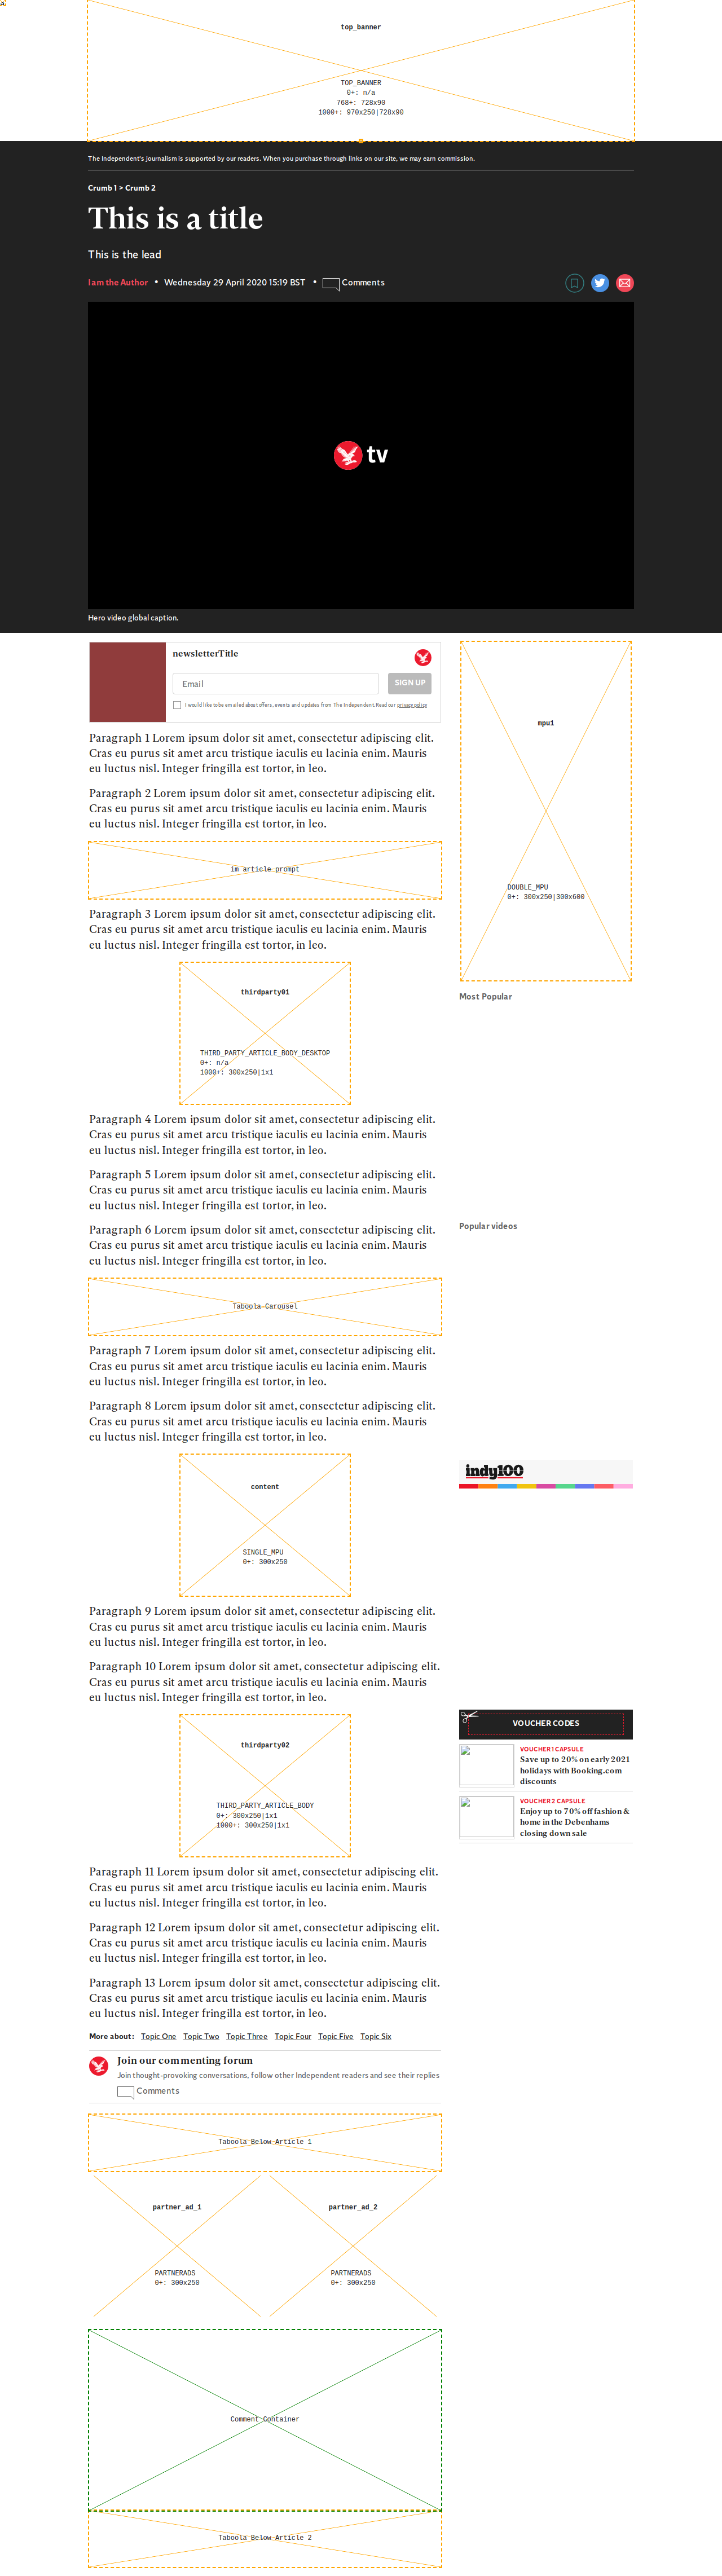 top_banner
TOP_BANNER
0+: n/a
768+: 728x90
1000+: 970x250|728x90
The Independent's journalism is supported by our readers. When you purchase through links on our site, we may earn commission.
Crumb 1 > Crumb 2
This is a title
This is the lead
I am the Author • Wednesday 29 April 2020 15:19 BST • Comments
tv
Hero video global caption.
newsletterTitle
Email
SIGN UP
I would like to be emailed about offers, events and updates from The Independent. Read our privacy policy
Paragraph 1 Lorem ipsum dolor sit amet, consectetur adipiscing elit.
Cras eu purus sit amet arcu tristique iaculis eu lacinia enim. Mauris
eu luctus nisl. Integer fringilla est tortor, in leo.
Paragraph 2 Lorem ipsum dolor sit amet, consectetur adipiscing elit.
Cras eu purus sit amet arcu tristique iaculis eu lacinia enim. Mauris
eu luctus nisl. Integer fringilla est tortor, in leo.
im article prompt
Paragraph 3 Lorem ipsum dolor sit amet, consectetur adipiscing elit.
Cras eu purus sit amet arcu tristique iaculis eu lacinia enim. Mauris
eu luctus nisl. Integer fringilla est tortor, in leo.
thirdparty01
THIRD_PARTY_ARTICLE_BODY_DESKTOP
0+: n/a
1000+: 300x250|1x1
Paragraph 4 Lorem ipsum dolor sit amet, consectetur adipiscing elit.
Cras eu purus sit amet arcu tristique iaculis eu lacinia enim. Mauris
eu luctus nisl. Integer fringilla est tortor, in leo.
Paragraph 5 Lorem ipsum dolor sit amet, consectetur adipiscing elit.
Cras eu purus sit amet arcu tristique iaculis eu lacinia enim. Mauris
eu luctus nisl. Integer fringilla est tortor, in leo.
Paragraph 6 Lorem ipsum dolor sit amet, consectetur adipiscing elit.
Cras eu purus sit amet arcu tristique iaculis eu lacinia enim. Mauris
eu luctus nisl. Integer fringilla est tortor, in leo.
Taboola Carousel
Paragraph 7 Lorem ipsum dolor sit amet, consectetur adipiscing elit.
Cras eu purus sit amet arcu tristique iaculis eu lacinia enim. Mauris
eu luctus nisl. Integer fringilla est tortor, in leo.
Paragraph 8 Lorem ipsum dolor sit amet, consectetur adipiscing elit.
Cras eu purus sit amet arcu tristique iaculis eu lacinia enim. Mauris
eu luctus nisl. Integer fringilla est tortor, in leo.
content
SINGLE_MPU
0+: 300x250
Paragraph 9 Lorem ipsum dolor sit amet, consectetur adipiscing elit.
Cras eu purus sit amet arcu tristique iaculis eu lacinia enim. Mauris
eu luctus nisl. Integer fringilla est tortor, in leo.
Paragraph 10 Lorem ipsum dolor sit amet, consectetur adipiscing elit.
Cras eu purus sit amet arcu tristique iaculis eu lacinia enim. Mauris
eu luctus nisl. Integer fringilla est tortor, in leo.
thirdparty02
THIRD_PARTY_ARTICLE_BODY
0+: 300x250|1x1
1000+: 300x250|1x1
Paragraph 11 Lorem ipsum dolor sit amet, consectetur adipiscing elit.
Cras eu purus sit amet arcu tristique iaculis eu lacinia enim. Mauris
eu luctus nisl. Integer fringilla est tortor, in leo.
Paragraph 12 Lorem ipsum dolor sit amet, consectetur adipiscing elit.
Cras eu purus sit amet arcu tristique iaculis eu lacinia enim. Mauris
eu luctus nisl. Integer fringilla est tortor, in leo.
Paragraph 13 Lorem ipsum dolor sit amet, consectetur adipiscing elit.
Cras eu purus sit amet arcu tristique iaculis eu lacinia enim. Mauris
eu luctus nisl. Integer fringilla est tortor, in leo.
More about: Topic One Topic Two Topic Three Topic Four Topic Five Topic Six
Join our commenting forum
Join thought-provoking conversations, follow other Independent readers and see their replies
Comments
Taboola Below Article 1
partner_ad_1
PARTNERADS
0+: 300x250
partner_ad_2
PARTNERADS
0+: 300x250
Comment Container
Taboola Below Article 2
mpu1
DOUBLE_MPU
0+: 300x250|300x600
Most Popular
Popular videos
indy100
VOUCHER CODES
VOUCHER 1 CAPSULE
Save up to 20% on early 2021
holidays with Booking.com
discounts
VOUCHER 2 CAPSULE
Enjoy up to 70% off fashion &
home in the Debenhams
closing down sale